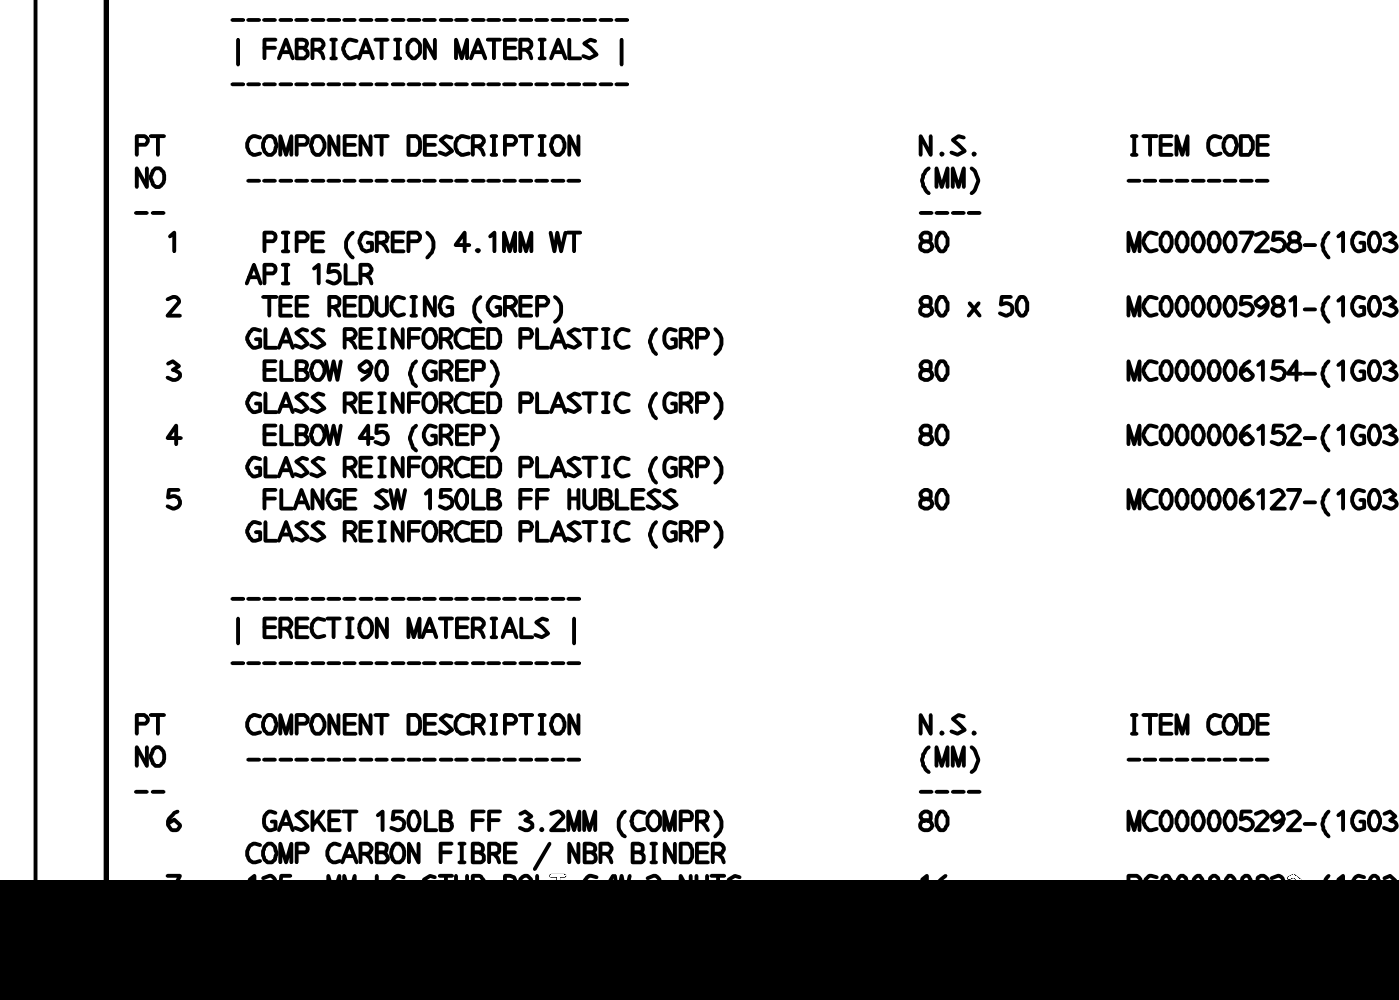 -------------------------
| FABRICATION MATERIALS |
-------------------------
PT COMPONENT DESCRIPTION N.S. ITEM CODE
NO --------------------- (MM) ---------
-- ----
1 PIPE (GREP) 4.1MM WT 80 MC000007258-(1G03
API 15LR
2 TEE REDUCING (GREP) 80 x 50 MC000005981-(1G03
GLASS REINFORCED PLASTIC (GRP)
3 ELBOW 90 (GREP) 80 MC000006154-(1G03
GLASS REINFORCED PLASTIC (GRP)
4 ELBOW 45 (GREP) 80 MC000006152-(1G03
GLASS REINFORCED PLASTIC (GRP)
5 FLANGE SW 150LB FF HUBLESS 80 MC000006127-(1G03
GLASS REINFORCED PLASTIC (GRP)
----------------------
| ERECTION MATERIALS |
----------------------
PT COMPONENT DESCRIPTION N.S. ITEM CODE
NO --------------------- (MM) ---------
-- ----
6 GASKET 150LB FF 3.2MM (COMPR) 80 MC000005292-(1G03
COMP CARBON FIBRE / NBR BINDER